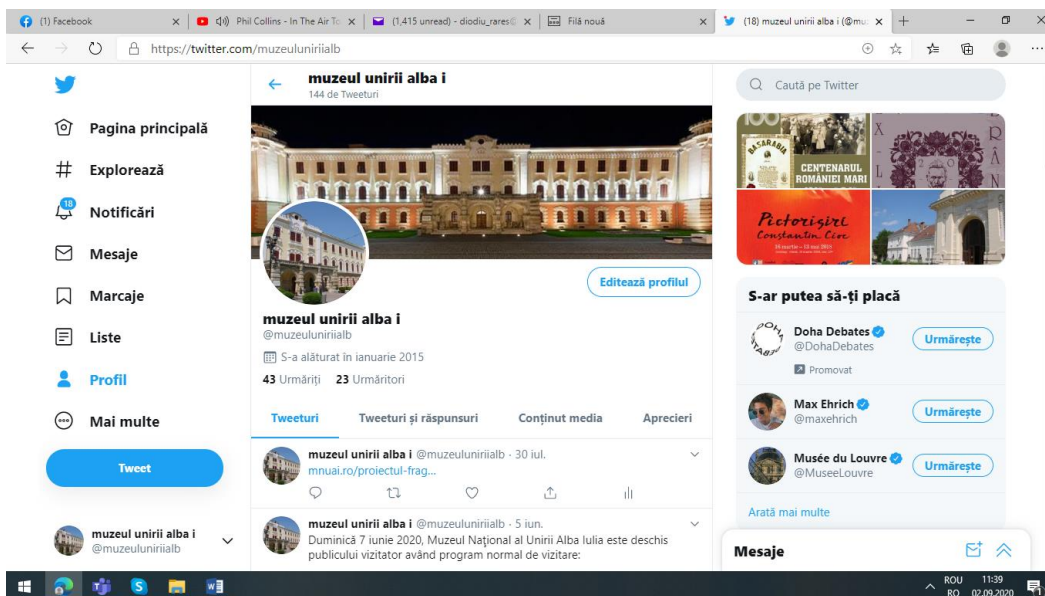 (1) Facebook
Phil Collins - In The Air To
(1,415 unread) - diodiu_rares
Filă nouă
(18) muzeul unirii alba i (@mu
https://twitter.com/muzeuluniriialb
muzeul unirii alba i
144 de Tweeturi
Caută pe Twitter
Pagina principală
Explorează
18
Notificări
Mesaje
Marcaje
Liste
Profil
Mai multe
Tweet
muzeul unirii alba i
@muzeuluniriialb
100
BASARABIA
CENTENARUL
ROMÂNIEI MARI
Pictorigiri
Constantin Cioc
Editează profilul
muzeul unirii alba i
@muzeuluniriialb
S-a alăturat în ianuarie 2015
43 Urmăriți 23 Urmăritori
Tweeturi Tweeturi și răspunsuri Conținut media Aprecieri
muzeul unirii alba i @muzeuluniriialb · 30 iul.
mnuai.ro/proiectul-frag...
muzeul unirii alba i @muzeuluniriialb · 5 iun.
Duminică 7 iunie 2020, Muzeul Naţional al Unirii Alba Iulia este deschis
publicului vizitator având program normal de vizitare:
S-ar putea să-ți placă
DOHA
DEBATES
Doha Debates
@DohaDebates
Urmărește
Promovat
Max Ehrich
@maxehrich
Urmărește
Musée du Louvre
@MuseeLouvre
Urmărește
Arată mai multe
Mesaje
ROU 11:39
RO 02.09.2020